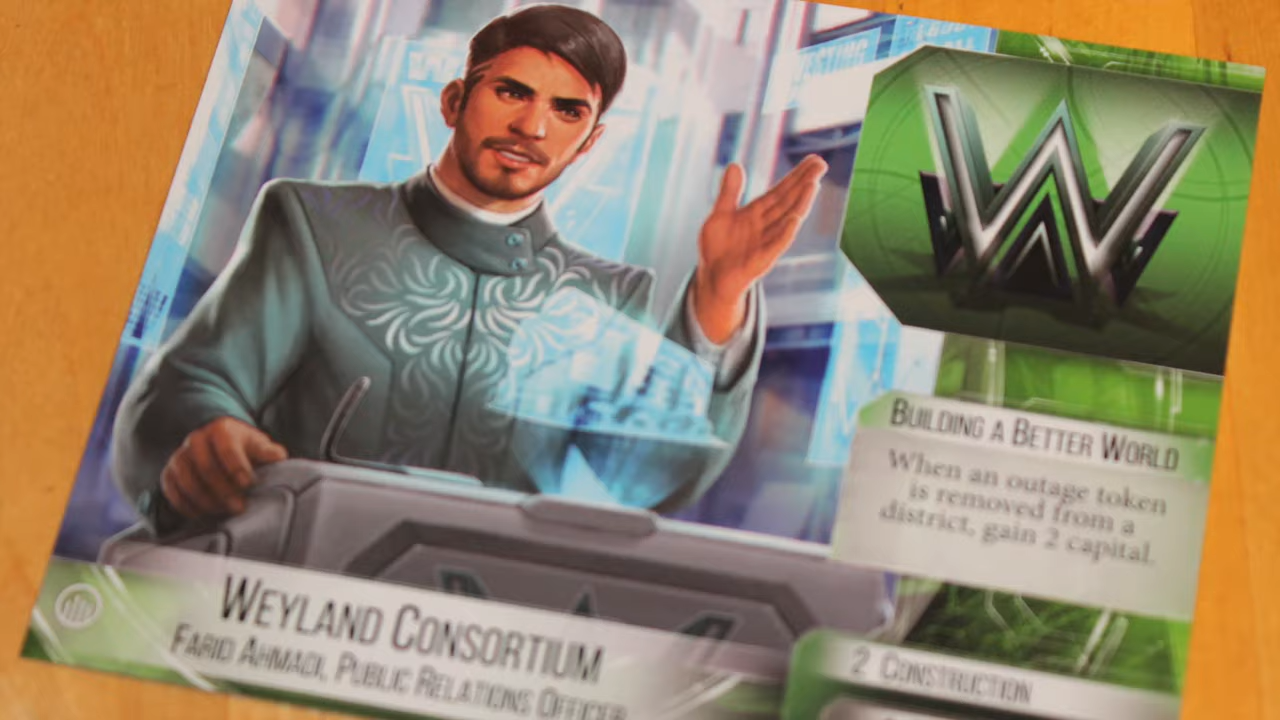 Building a Better World
When an outage token
is removed from a
district, gain 2 capital.
Weyland Consortium
Farid Ahmadi, Public Relations Officer
2 Construction